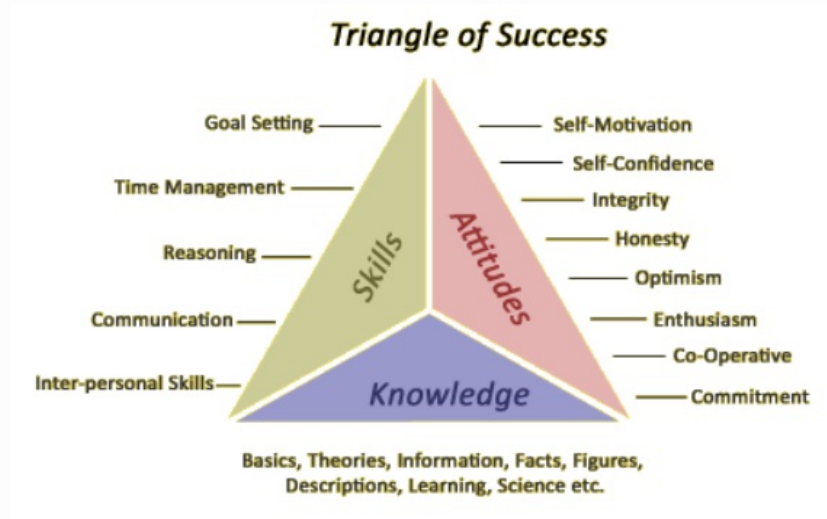 Triangle of Success
Goal Setting
Time Management
Reasoning
Communication
Inter-personal Skills
Skills
Attitudes
Knowledge
Self-Motivation
Self-Confidence
Integrity
Honesty
Optimism
Enthusiasm
Co-Operative
Commitment
Basics, Theories, Information, Facts, Figures,
Descriptions, Learning, Science etc.